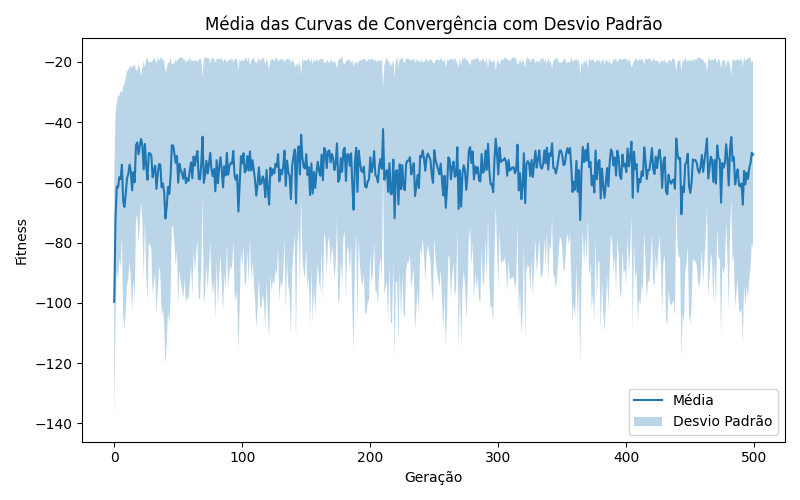 Média das Curvas de Convergência com Desvio Padrão
Fitness
−20
−40
−60
−80
−100
−120
−140
0
100
200
300
400
500
Geração
Média
Desvio Padrão